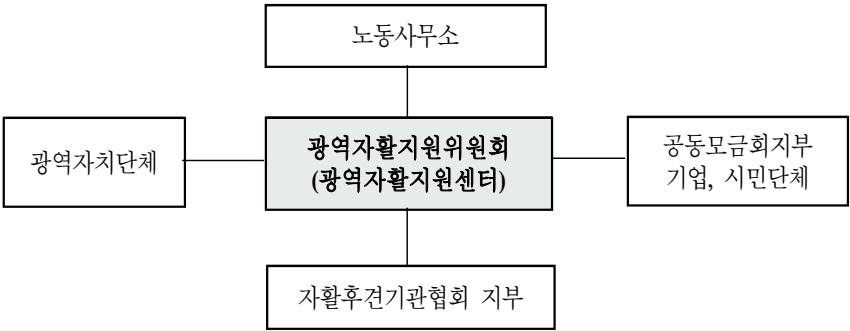 노동사무소
광역자치단체
광역자활지원위원회
(광역자활지원센터)
공동모금회지부
기업, 시민단체
자활후견기관협회 지부